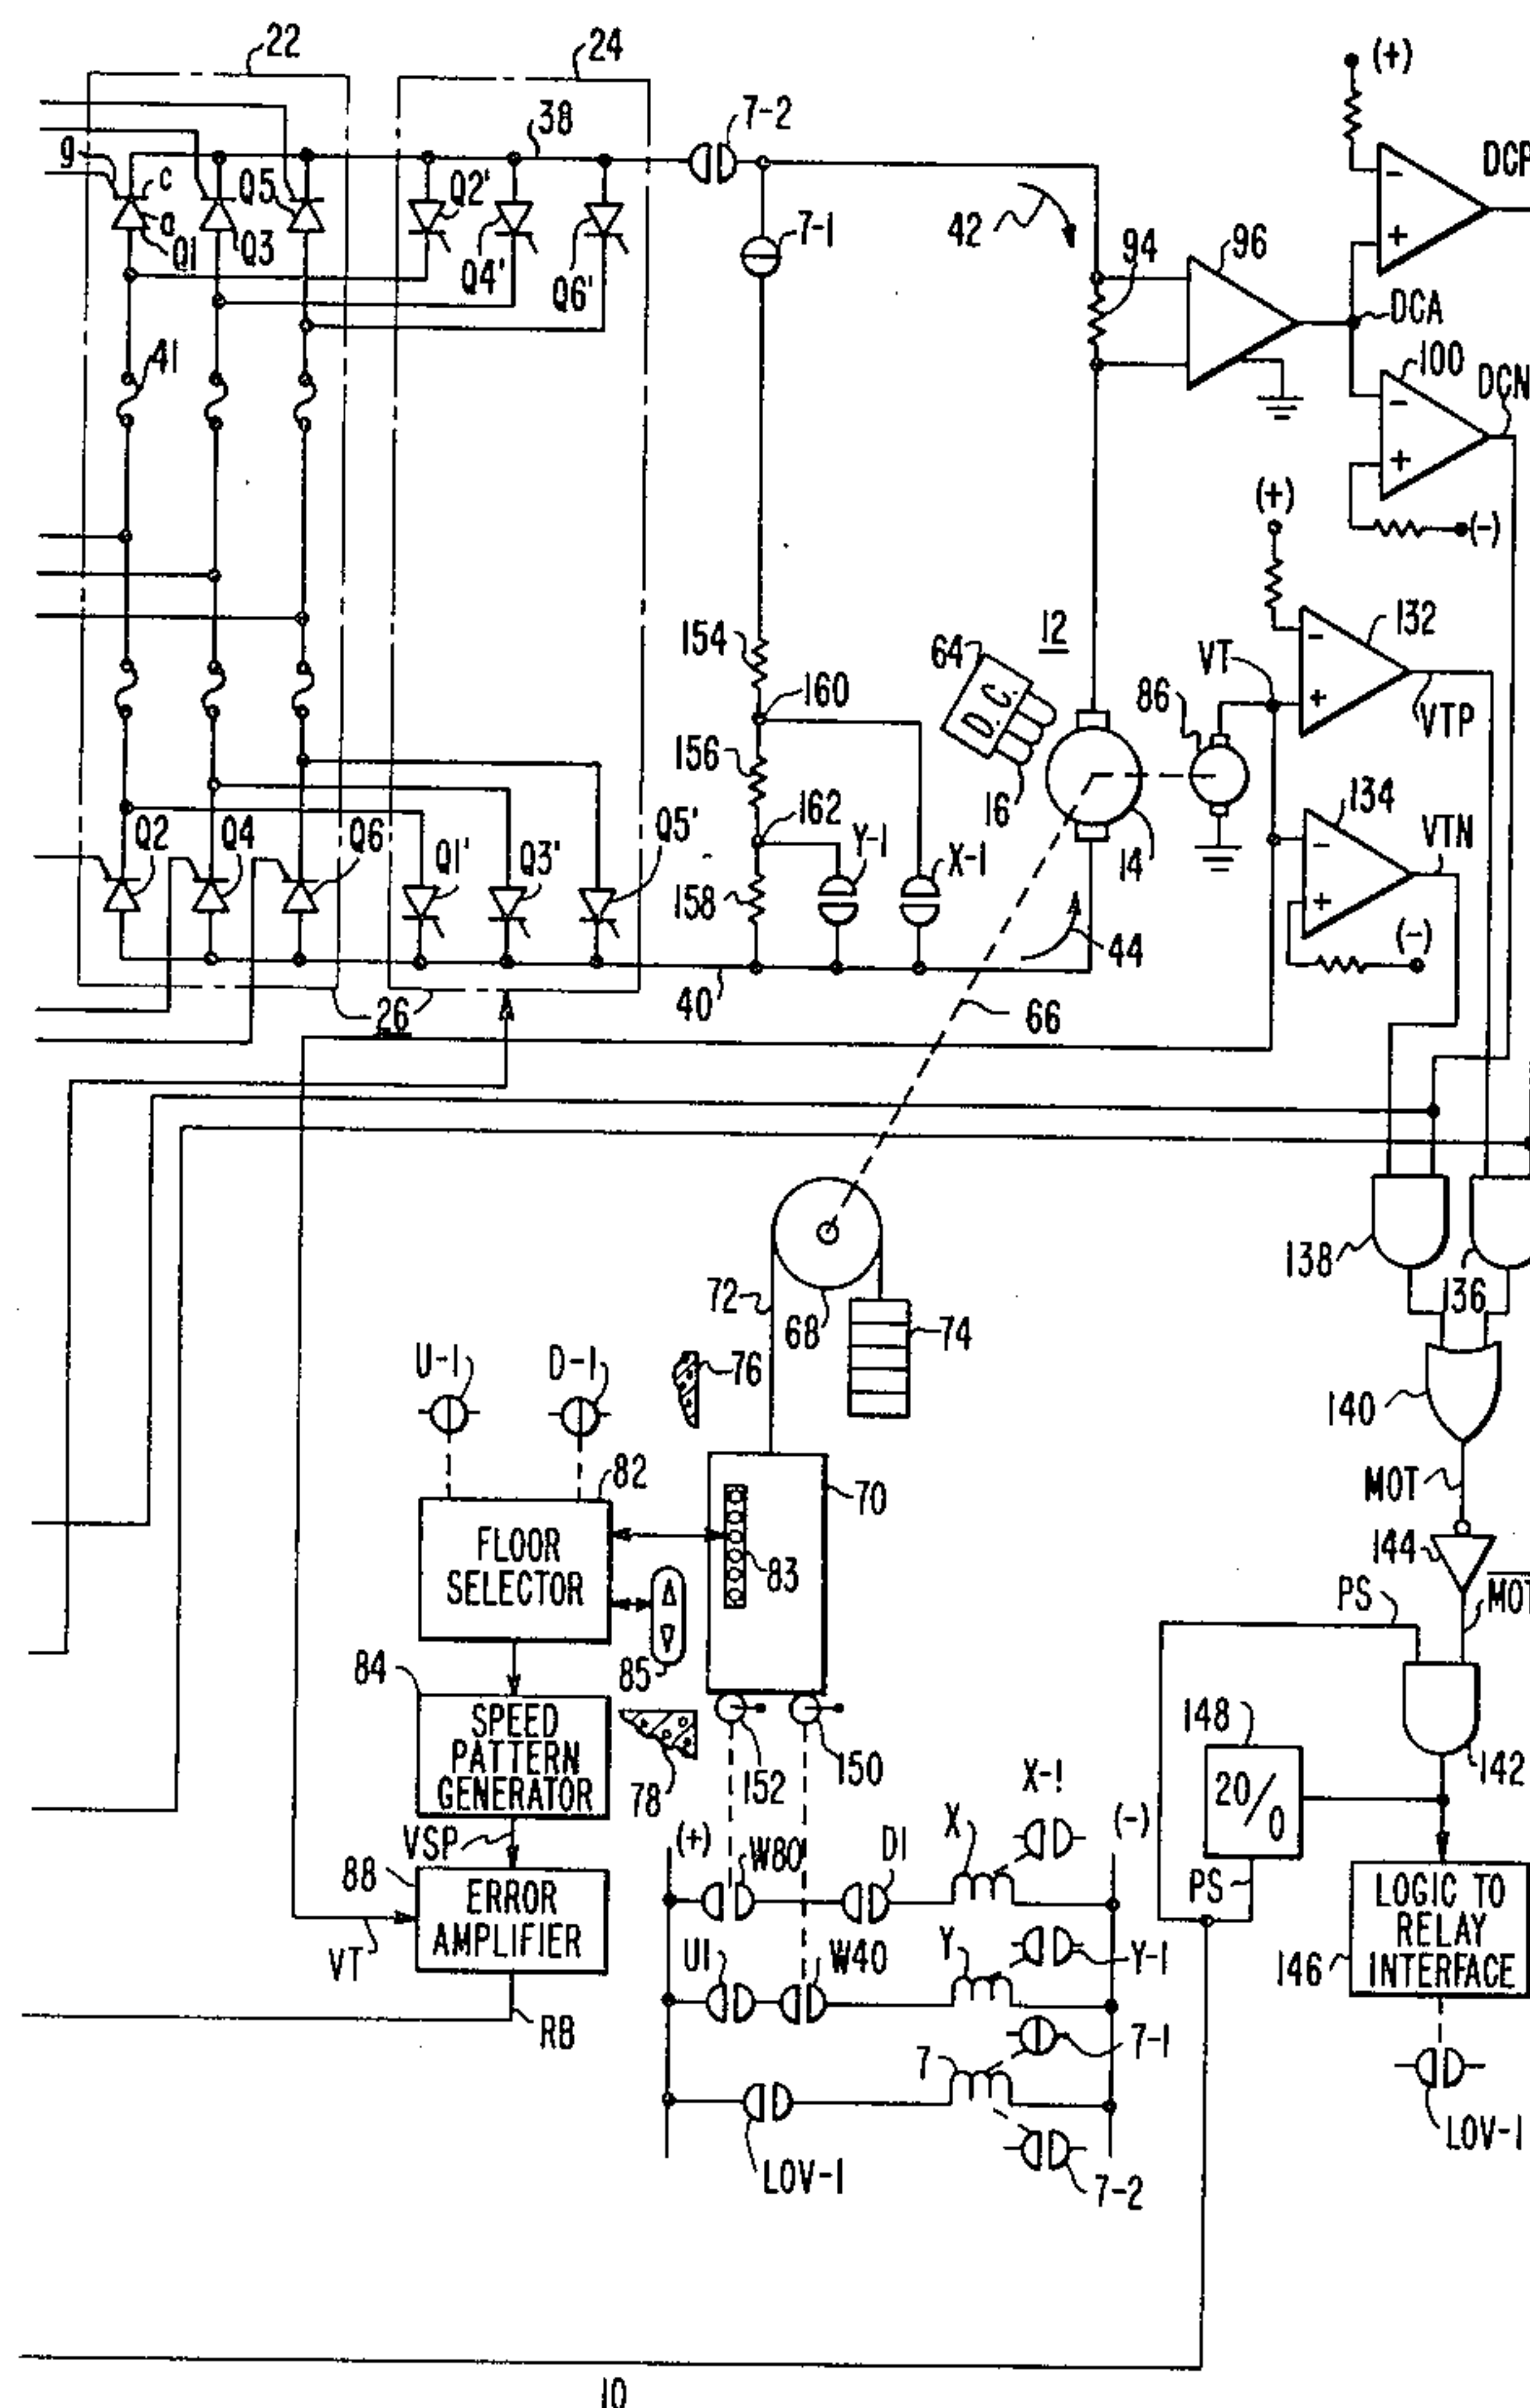 22
24
(+)
38
7-2
DCP
g
c
a
Q1
Q3
Q5
Q2'
Q4'
Q6'
42
7-1
94
96
DCA
41
100
DCN
(-)
(+)
154
160
64
D.C.
12
VT
132
86
VTP
156
16
162
Y-1
X-1
14
134
VTN
Q2
Q4
Q6
Q1'
Q3'
Q5'
158
44
(-)
26
40
66
138
136
72
68
74
U-1
D-1
76
140
82
70
MOT
FLOOR
SELECTOR
83
144
PS
MOT
84
85
SPEED
PATTERN
GENERATOR
78
152
150
148
20/0
142
X-1
VSP
(+)
W80
D1
X
(-)
88
ERROR
AMPLIFIER
PS
LOGIC TO
RELAY
INTERFACE
VT
U1
W40
Y
Y-1
146
RB
7
7-1
LOV-1
7-2
LOV-1
10